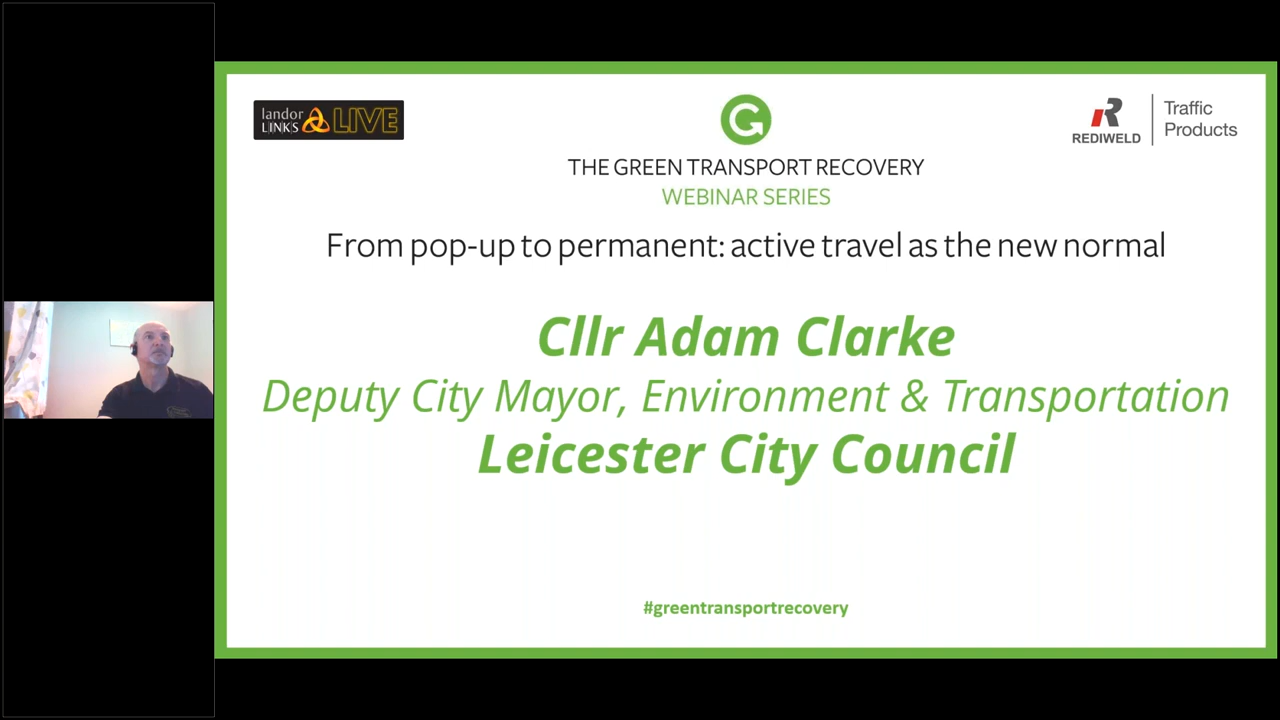 landor
LINKS LIVE
G
REDIWELD
Traffic
Products
THE GREEN TRANSPORT RECOVERY
WEBINAR SERIES
From pop-up to permanent: active travel as the new normal
Cllr Adam Clarke
Deputy City Mayor, Environment & Transportation
Leicester City Council
#greentransportrecovery